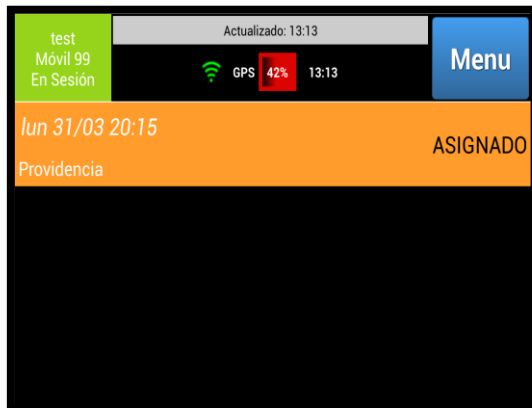 test
Móvil 99
En Sesión
Actualizado: 13:13
GPS 42% 13:13
Menu
lun 31/03 20:15
Providencia
ASIGNADO